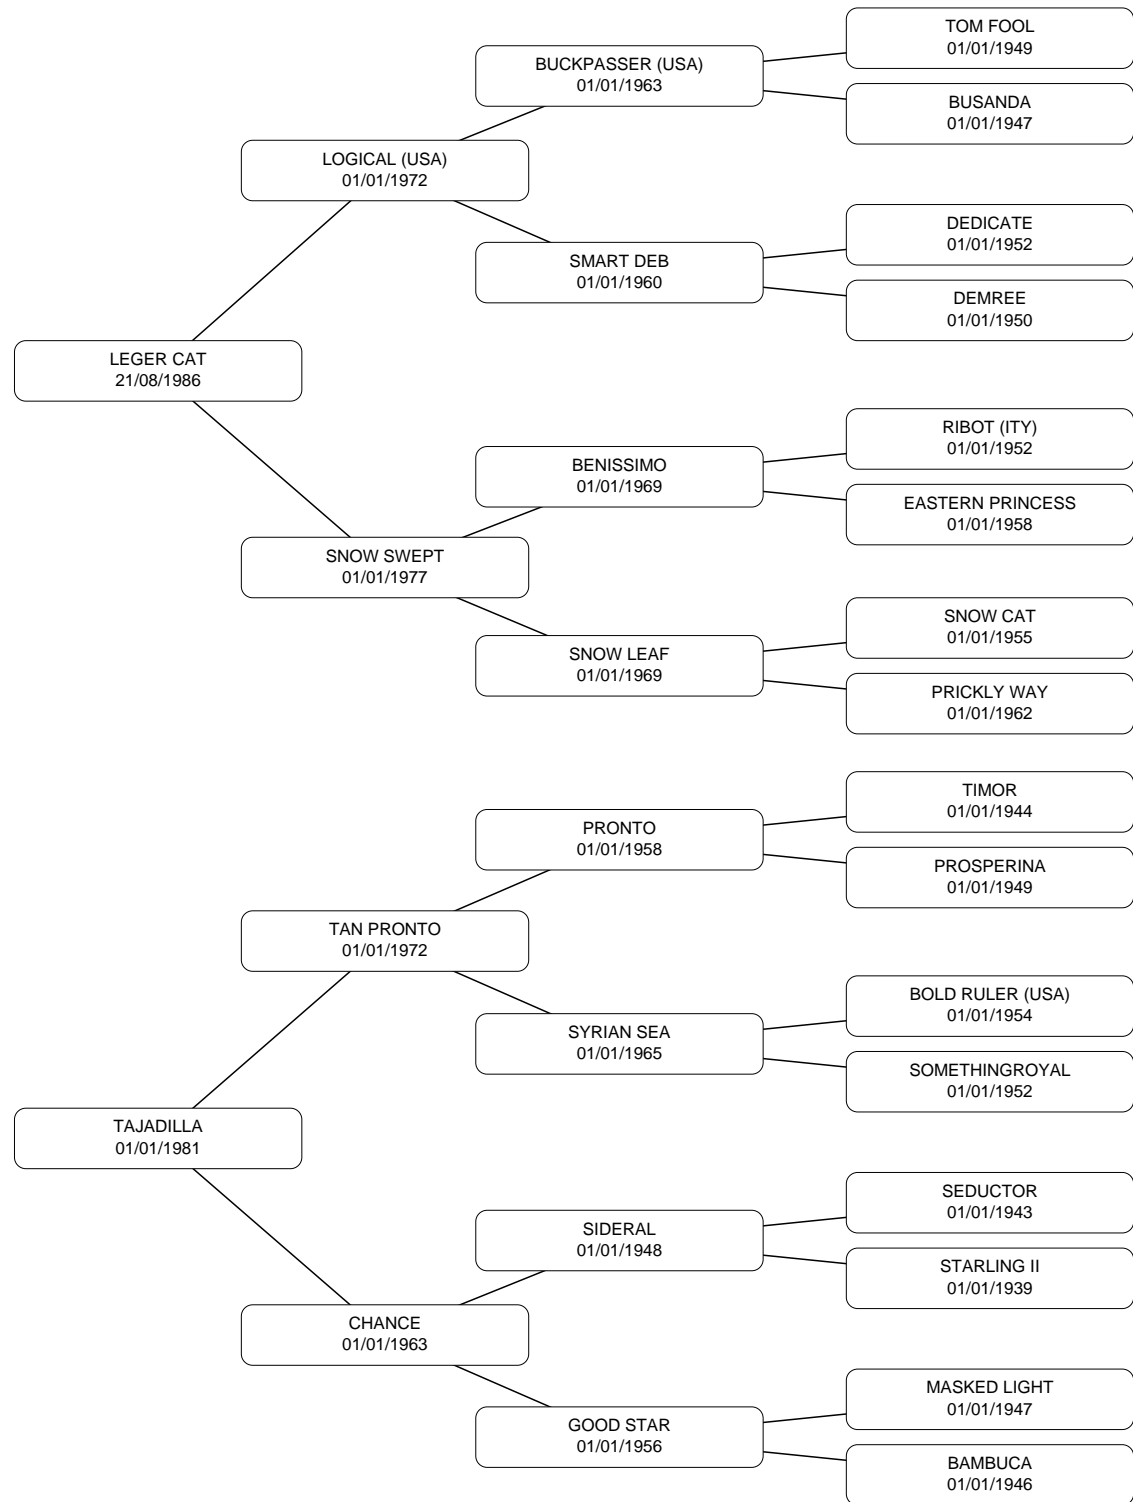 TOM FOOL
01/01/1949
BUCKPASSER (USA)
01/01/1963
BUSANDA
01/01/1947
LOGICAL (USA)
01/01/1972
DEDICATE
01/01/1952
SMART DEB
01/01/1960
DEMREE
01/01/1950
LEGER CAT
21/08/1986
RIBOT (ITY)
01/01/1952
BENISSIMO
01/01/1969
EASTERN PRINCESS
01/01/1958
SNOW SWEPT
01/01/1977
SNOW CAT
01/01/1955
SNOW LEAF
01/01/1969
PRICKLY WAY
01/01/1962
TIMOR
01/01/1944
PRONTO
01/01/1958
PROSPERINA
01/01/1949
TAN PRONTO
01/01/1972
BOLD RULER (USA)
01/01/1954
SYRIAN SEA
01/01/1965
SOMETHINGROYAL
01/01/1952
TAJADILLA
01/01/1981
SEDUCTOR
01/01/1943
SIDERAL
01/01/1948
STARLING II
01/01/1939
CHANCE
01/01/1963
MASKED LIGHT
01/01/1947
GOOD STAR
01/01/1956
BAMBUCA
01/01/1946